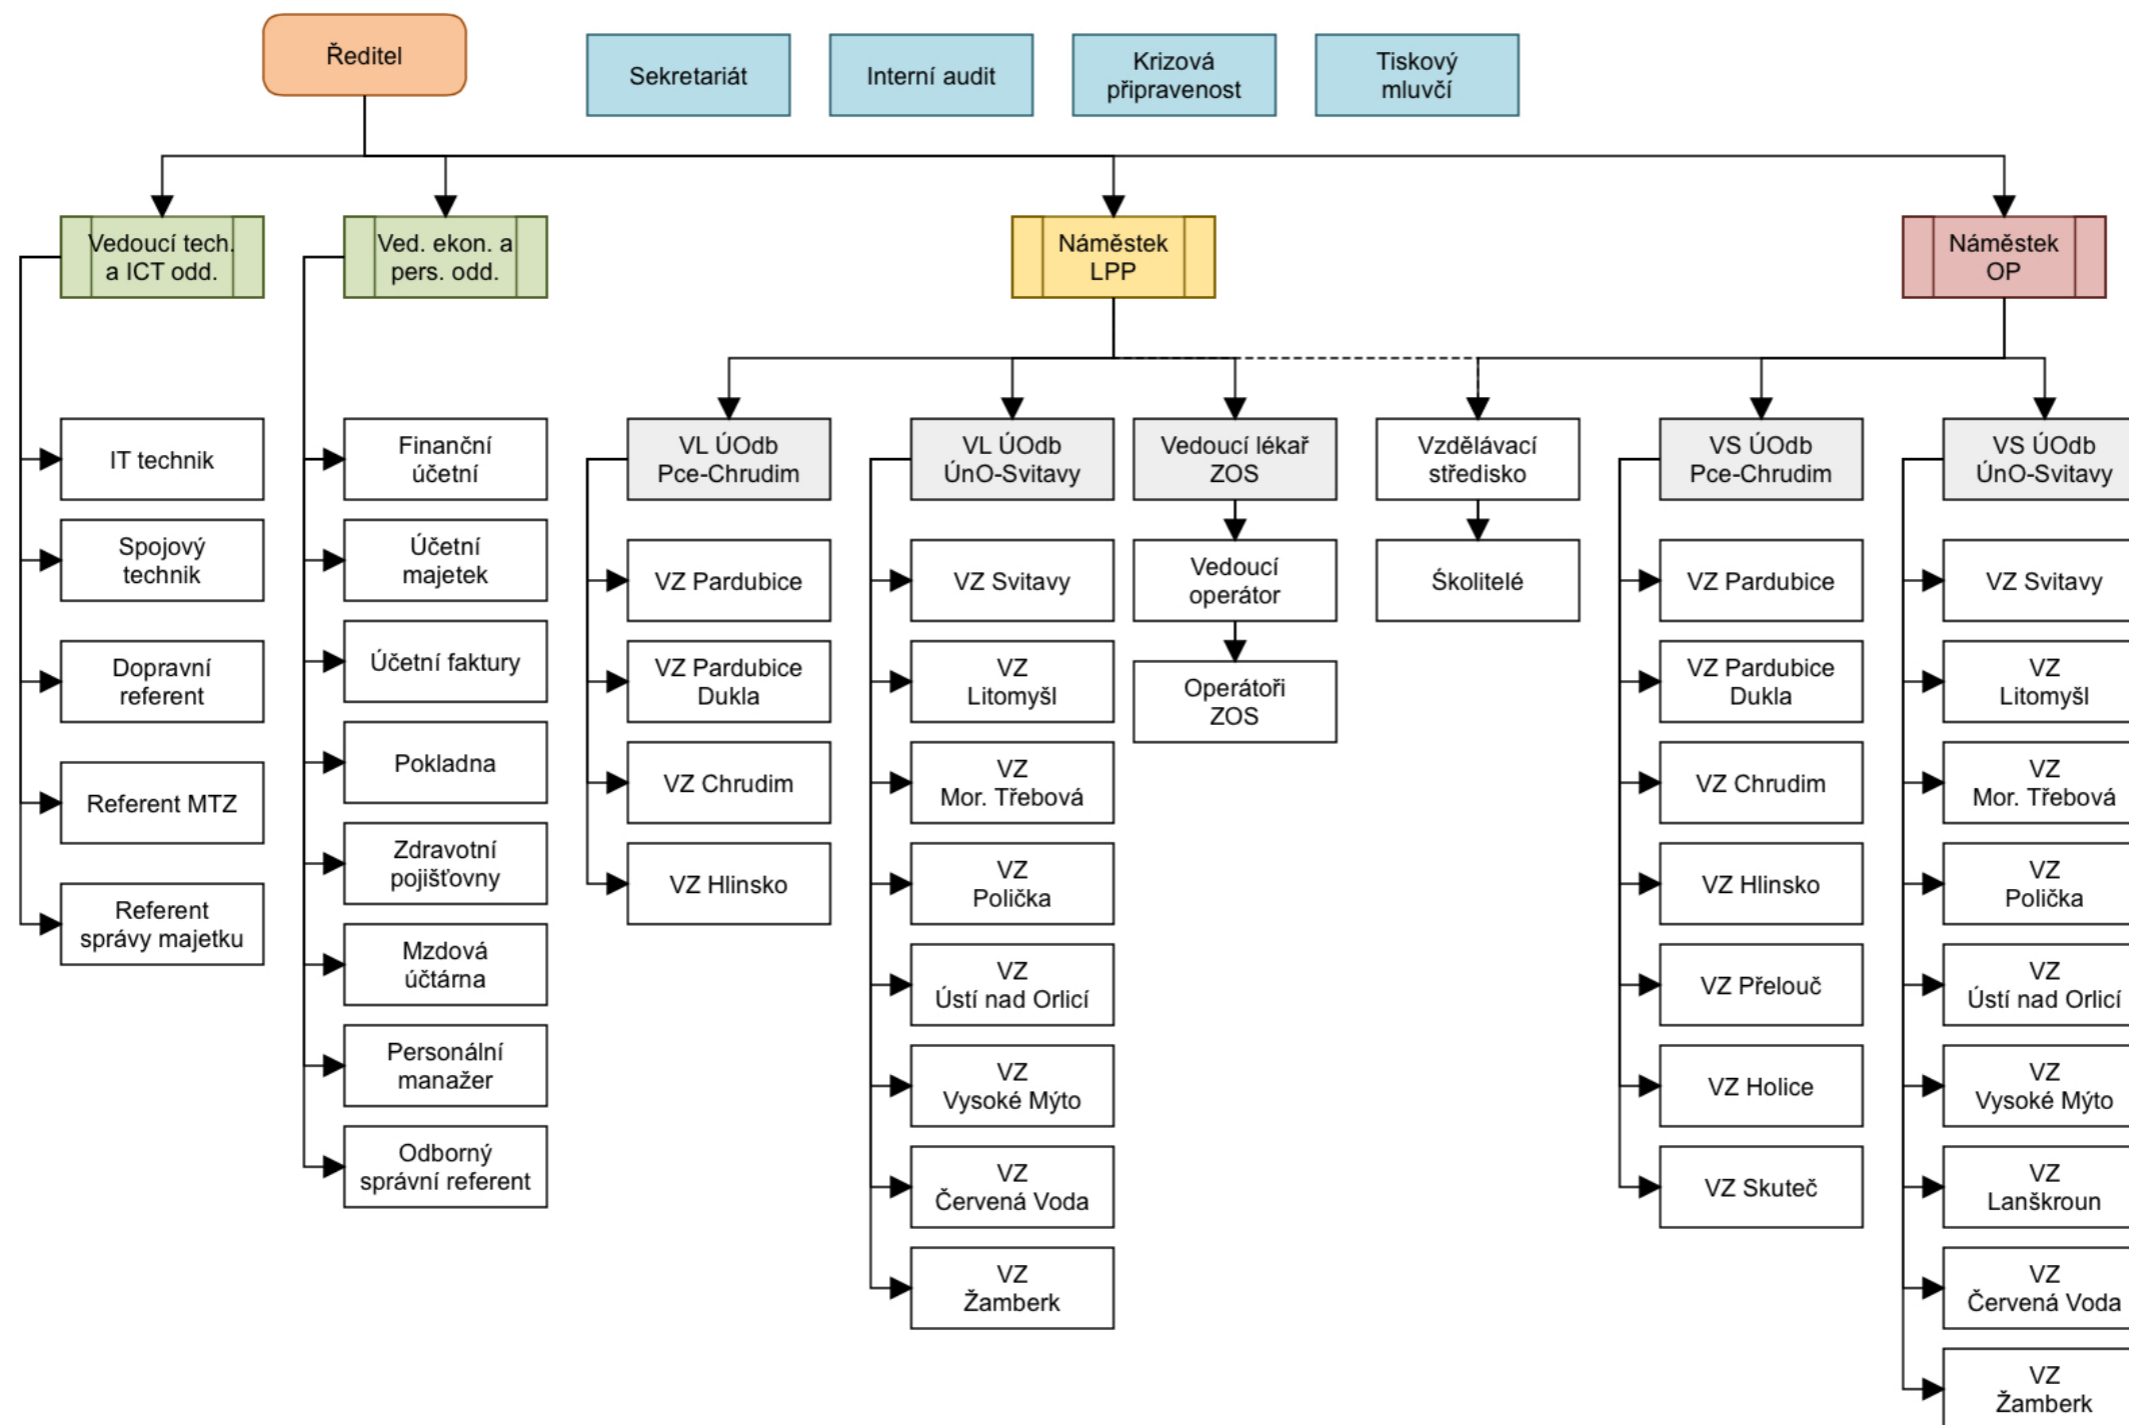 Ředitel
Sekretariát
Interní audit
Krizová
připravenost
Tiskový
mluvčí
Vedoucí tech.
a ICT odd.
Ved. ekon. a
pers. odd.
Náměstek
LPP
Náměstek
OP
IT technik
Spojový
technik
Dopravní
referent
Referent MTZ
Referent
správy majetku
Finanční
účetní
Účetní
majetek
Účetní faktury
Pokladna
Zdravotní
pojišťovny
Mzdová
účtárna
Personální
manažer
Odborný
správní referent
VL ÚOdb
Pce-Chrudim
VZ Pardubice
VZ Pardubice
Dukla
VZ Chrudim
VZ Hlinsko
VL ÚOdb
ÚnO-Svitavy
VZ Svitavy
VZ
Litomyšl
VZ
Mor. Třebová
VZ
Polička
VZ
Ústí nad Orlicí
VZ
Vysoké Mýto
VZ
Červená Voda
VZ
Žamberk
Vedoucí lékař
ZOS
Vedoucí
operátor
Operátoři
ZOS
Vzdělávací
středisko
Školitelé
VS ÚOdb
Pce-Chrudim
VZ Pardubice
VZ Pardubice
Dukla
VZ Chrudim
VZ Hlinsko
VZ Přelouč
VZ Holice
VZ Skuteč
VS ÚOdb
ÚnO-Svitavy
VZ Svitavy
VZ
Litomyšl
VZ
Mor. Třebová
VZ
Polička
VZ
Ústí nad Orlicí
VZ
Vysoké Mýto
VZ
Lanškroun
VZ
Červená Voda
VZ
Žamberk